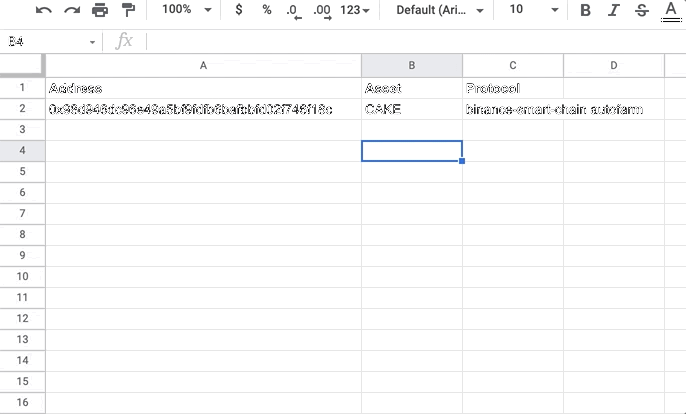 100% $ % .0 .00 123 Default (Ari... 10 B I S A
B4 fx
A B C D
1 Address Asset Protocol
2 CAKE binance-smart-chain autofarm
3
4
5
6
7
8
9
10
11
12
13
14
15
16